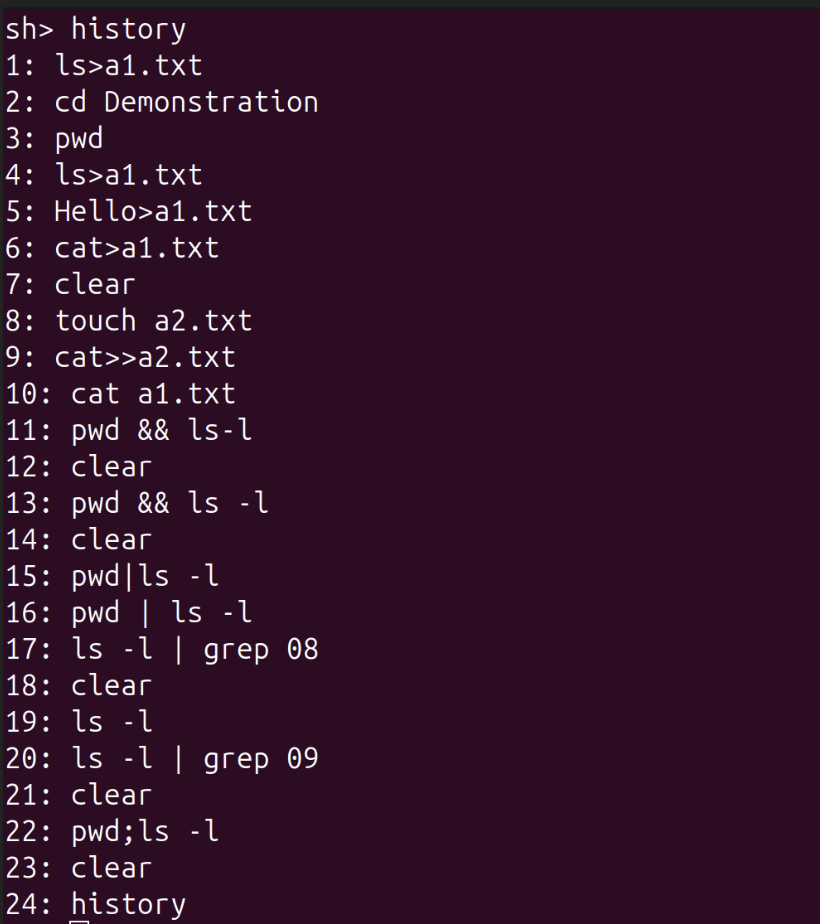 sh> history
1: ls>a1.txt
2: cd Demonstration
3: pwd
4: ls>a1.txt
5: Hello>a1.txt
6: cat>a1.txt
7: clear
8: touch a2.txt
9: cat>>a2.txt
10: cat a1.txt
11: pwd && ls-l
12: clear
13: pwd && ls -l
14: clear
15: pwd|ls -l
16: pwd | ls -l
17: ls -l | grep 08
18: clear
19: ls -l
20: ls -l | grep 09
21: clear
22: pwd;ls -l
23: clear
24: history